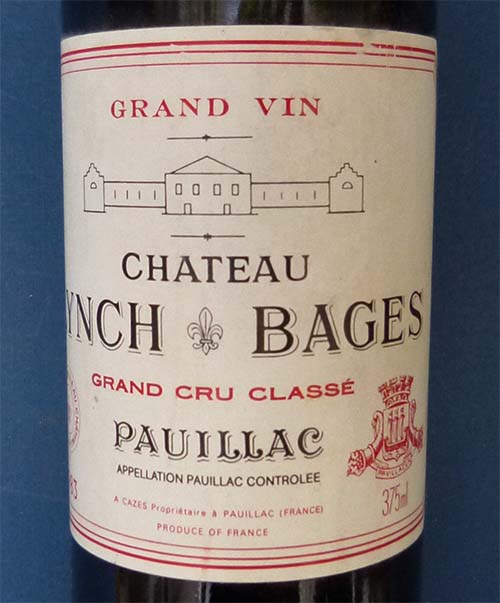 GRAND VIN
CHATEAU
YNCH BAGES
GRAND CRU CLASSÉ
PAUILLAC
APPELLATION PAUILLAC CONTROLEE
83
375ml
A CAZES Propriétaire à PAUILLAC (FRANCE)
PRODUCE OF FRANCE